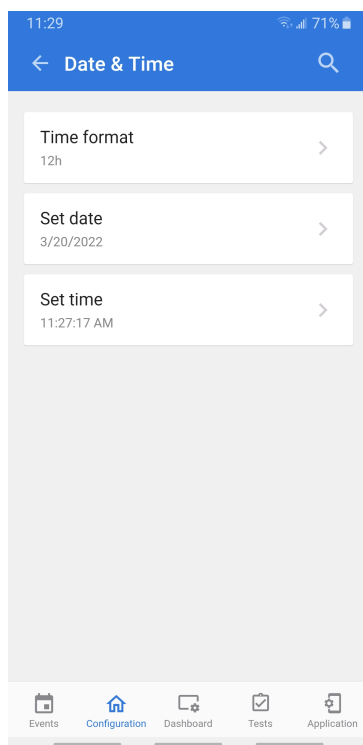 11:29 71%
Date & Time
Time format
12h
Set date
3/20/2022
Set time
11:27:17 AM
Events Configuration Dashboard Tests Application